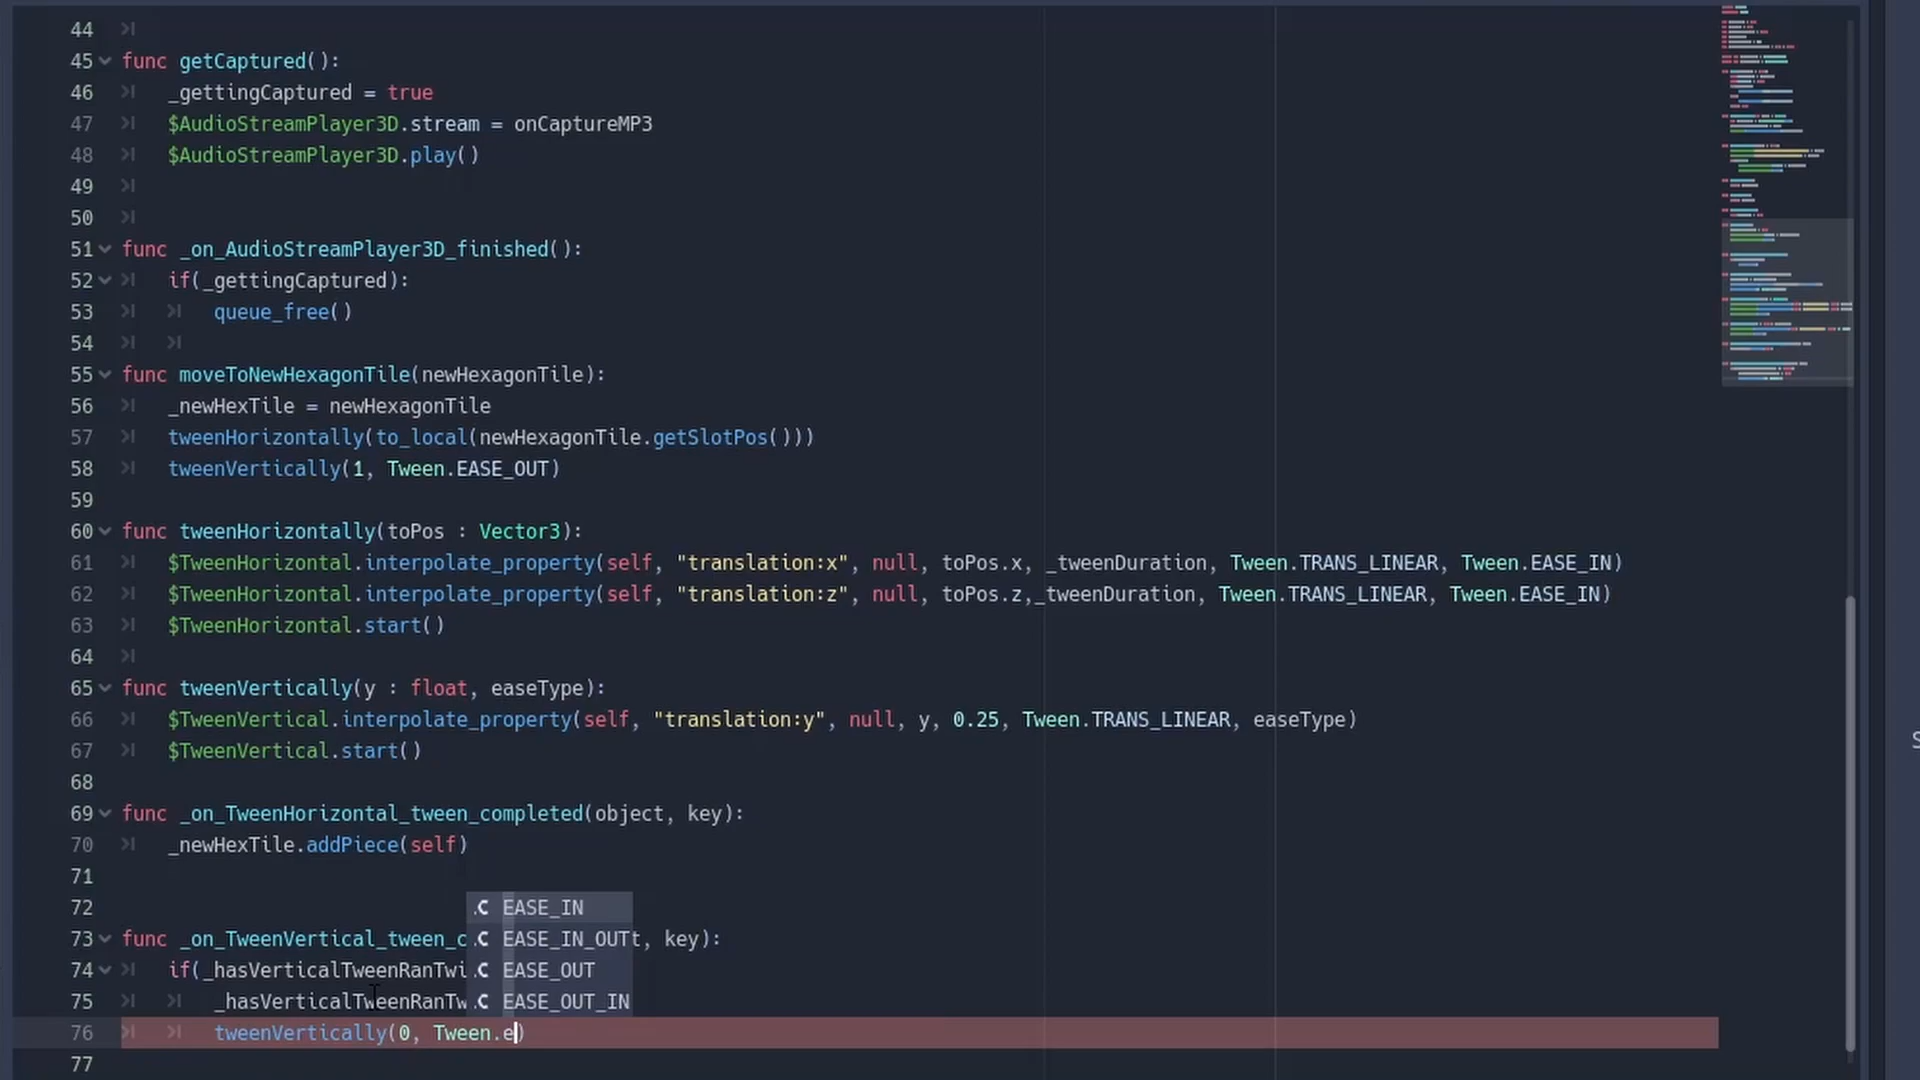 44
45 func getCaptured():
46 _gettingCaptured = true
47 $AudioStreamPlayer3D.stream = onCaptureMP3
48 $AudioStreamPlayer3D.play()
49
50
51 func _on_AudioStreamPlayer3D_finished():
52 if(_gettingCaptured):
53 queue_free()
54
55 func moveToNewHexagonTile(newHexagonTile):
56 _newHexTile = newHexagonTile
57 tweenHorizontally(to_local(newHexagonTile.getSlotPos()))
58 tweenVertically(1, Tween.EASE_OUT)
59
60 func tweenHorizontally(toPos : Vector3):
61 $TweenHorizontal.interpolate_property(self, "translation:x", null, toPos.x, _tweenDuration, Tween.TRANS_LINEAR, Tween.EASE_IN)
62 $TweenHorizontal.interpolate_property(self, "translation:z", null, toPos.z,_tweenDuration, Tween.TRANS_LINEAR, Tween.EASE_IN)
63 $TweenHorizontal.start()
64
65 func tweenVertically(y : float, easeType):
66 $TweenVertical.interpolate_property(self, "translation:y", null, y, 0.25, Tween.TRANS_LINEAR, easeType)
67 $TweenVertical.start()
68
69 func _on_TweenHorizontal_tween_completed(object, key):
70 _newHexTile.addPiece(self)
71
72 .C EASE_IN
73 func _on_TweenVertical_tween_c .C EASE_IN_OUT t, key):
74 if(_hasVerticalTweenRanTwi .C EASE_OUT
75 _hasVerticalTweenRanTw .C EASE_OUT_IN
76 tweenVertically(0, Tween.e)
77